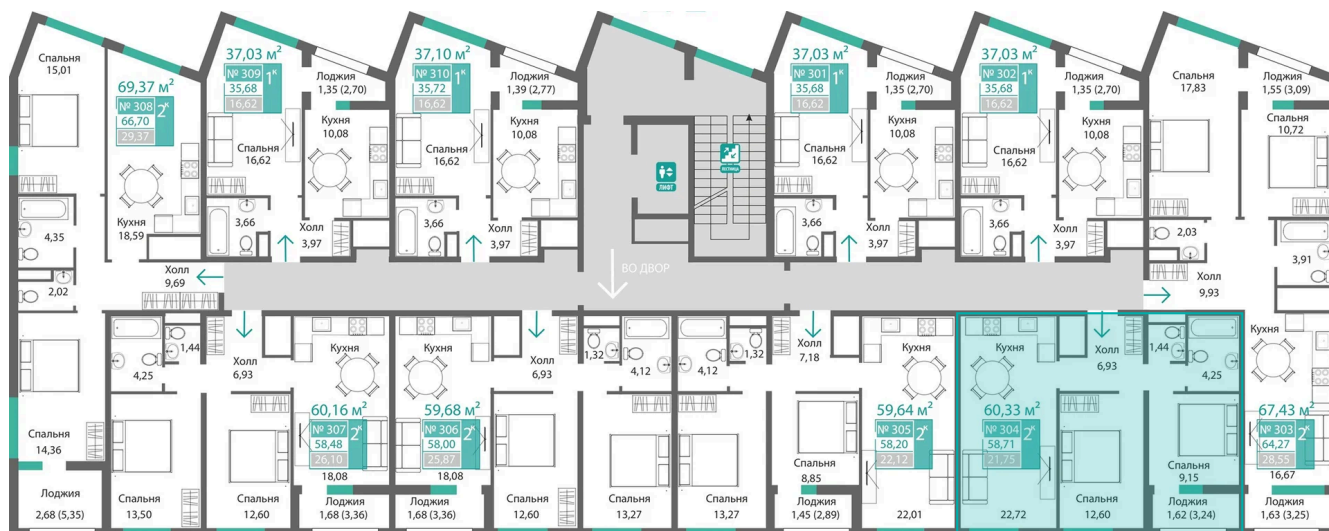 Спальня
15,01
69,37 м²
№ 308
2к
66,70
29,37
Кухня
18,59
4,35
2,02
Холл
9,69
Спальня
14,36
Лоджия
2,68 (5,35)
37,03 м²
№ 309
1к
35,68
16,62
Лоджия
1,35 (2,70)
Кухня
10,08
Спальня
16,62
3,66
Холл
3,97
37,10 м²
№ 310
1к
35,72
16,62
Лоджия
1,39 (2,77)
Кухня
10,08
Спальня
16,62
3,66
Холл
3,97
ЛИФТ
ЛЕСТНИЦА
ВО ДВОР
37,03 м²
№ 301
1к
35,68
16,62
Лоджия
1,35 (2,70)
Кухня
10,08
Спальня
16,62
3,66
Холл
3,97
37,03 м²
№ 302
1к
35,68
16,62
Лоджия
1,35 (2,70)
Кухня
10,08
Спальня
16,62
3,66
Холл
3,97
Спальня
17,83
Лоджия
1,55 (3,09)
Спальня
10,72
2,03
3,91
Холл
9,93
Кухня
67,43 м²
№ 303
2к
64,27
28,55
16,67
Лоджия
1,63 (3,25)
1,44
4,25
Холл
6,93
Кухня
60,16 м²
№ 307
2к
58,48
26,10
18,08
Спальня
13,50
Спальня
12,60
Лоджия
1,68 (3,36)
Кухня
Холл
6,93
1,32
4,12
59,68 м²
№ 306
2к
58,00
25,87
18,08
Лоджия
1,68 (3,36)
Спальня
12,60
Спальня
13,27
4,12
1,32
Холл
7,18
Кухня
59,64 м²
№ 305
2к
58,20
22,12
Спальня
13,27
Спальня
8,85
Лоджия
1,45 (2,89)
22,01
Кухня
Холл
6,93
1,44
4,25
60,33 м²
№ 304
2к
58,71
21,75
22,72
Спальня
12,60
Спальня
9,15
Лоджия
1,62 (3,24)